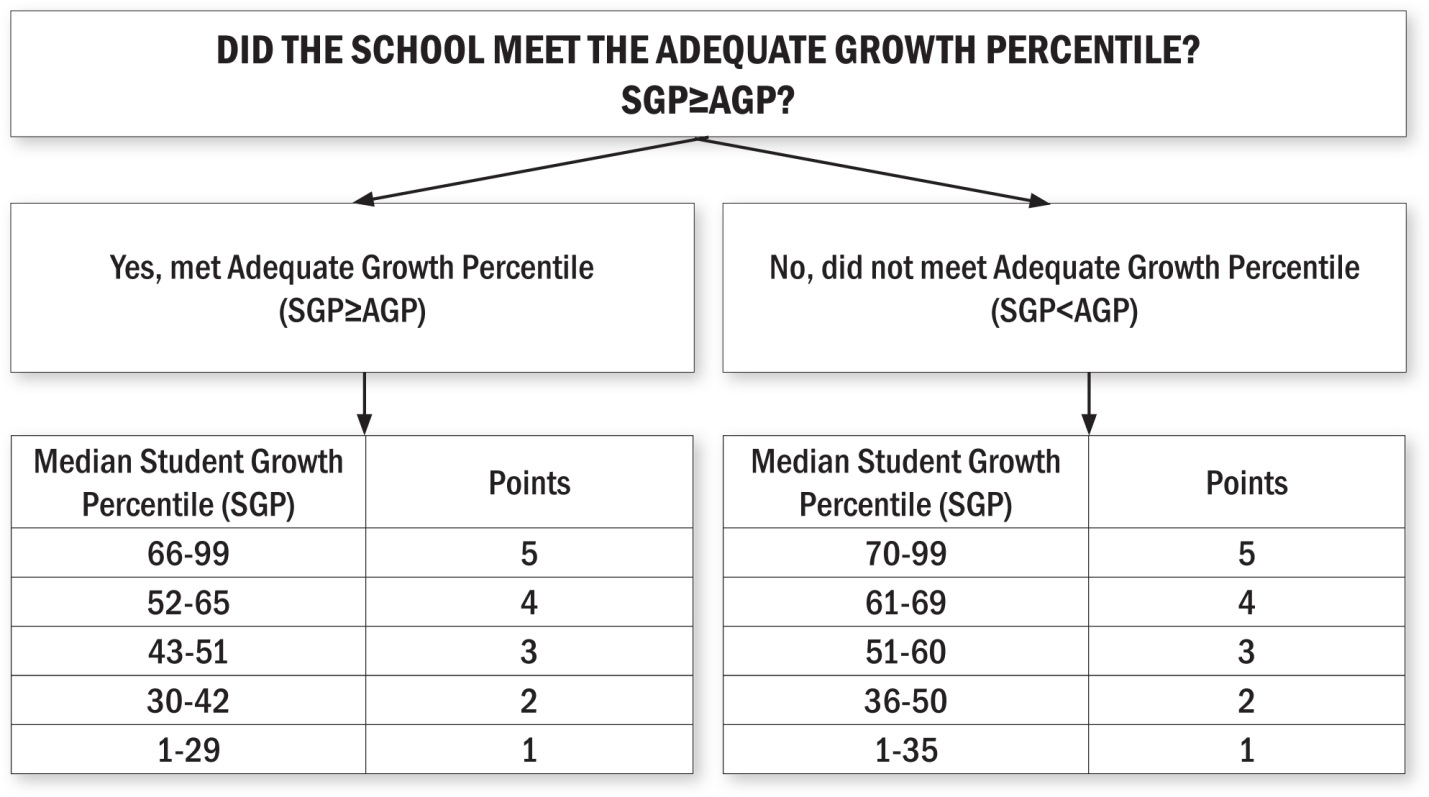 DID THE SCHOOL MEET THE ADEQUATE GROWTH PERCENTILE?
SGP≥AGP?
Yes, met Adequate Growth Percentile
(SGP≥AGP)
No, did not meet Adequate Growth Percentile
(SGP<AGP)
Median Student Growth
Percentile (SGP)
Points
66-99 5
52-65 4
43-51 3
30-42 2
1-29 1
Median Student Growth
Percentile (SGP)
Points
70-99 5
61-69 4
51-60 3
36-50 2
1-35 1